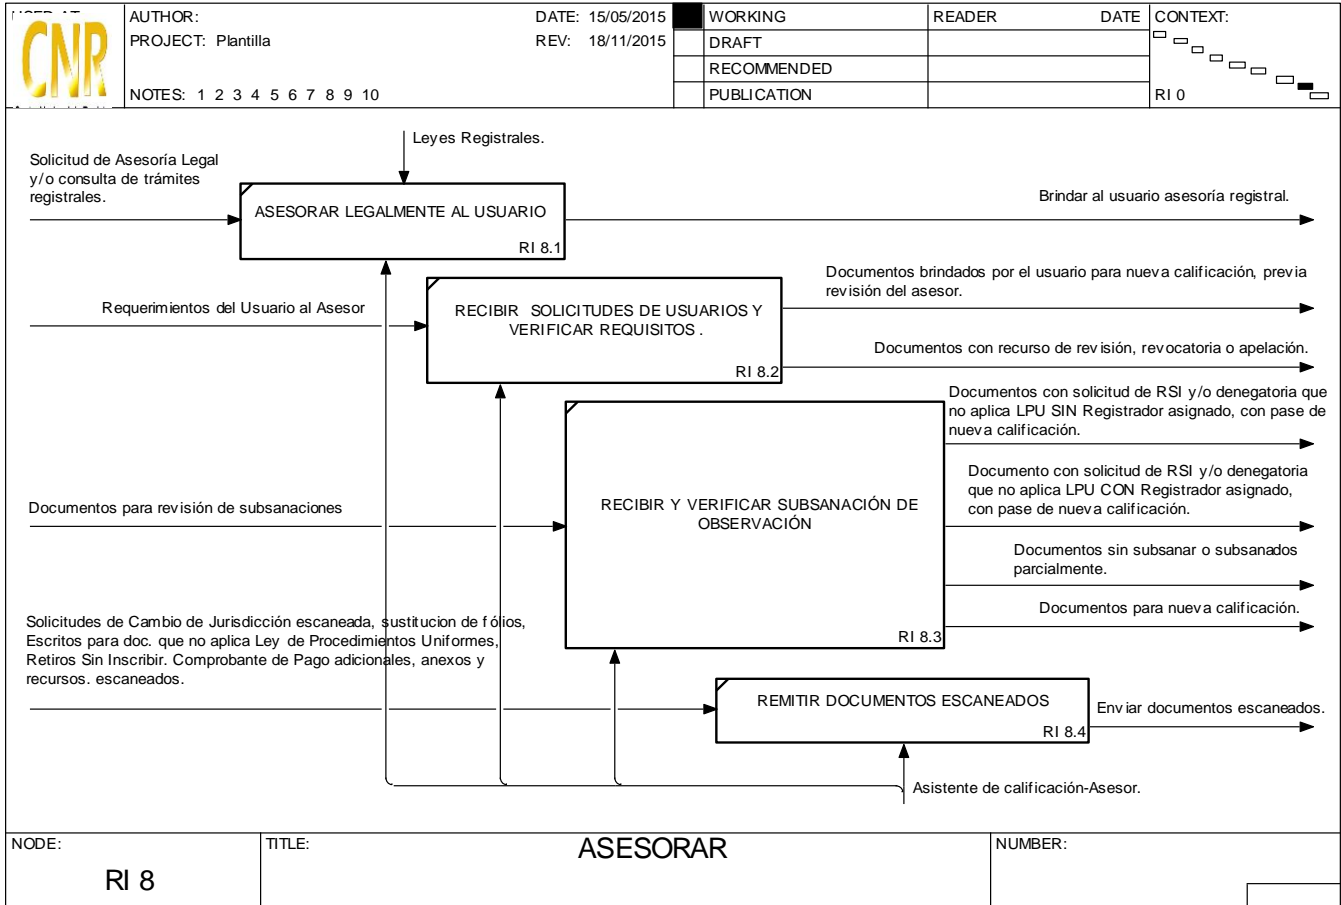 USED AT:
CNR
AUTHOR:
DATE: 15/05/2015
PROJECT: Plantilla
REV: 18/11/2015
NOTES: 1 2 3 4 5 6 7 8 9 10
WORKING
DRAFT
RECOMMENDED
PUBLICATION
READER DATE
CONTEXT:
RI 0
Leyes Registrales.
Solicitud de Asesoría Legal
y/o consulta de trámites
registrales.
ASESORAR LEGALMENTE AL USUARIO
RI 8.1
Brindar al usuario asesoría registral.
Requerimientos del Usuario al Asesor
RECIBIR SOLICITUDES DE USUARIOS Y
VERIFICAR REQUISITOS .
RI 8.2
Documentos brindados por el usuario para nueva calificación, previa
revisión del asesor.
Documentos con recurso de revisión, revocatoria o apelación.
Documentos para revisión de subsanaciones
RECIBIR Y VERIFICAR SUBSANACIÓN DE
OBSERVACIÓN
RI 8.3
Documentos con solicitud de RSI y/o denegatoria que
no aplica LPU SIN Registrador asignado, con pase de
nueva calificación.
Documento con solicitud de RSI y/o denegatoria
que no aplica LPU CON Registrador asignado,
con pase de nueva calificación.
Documentos sin subsanar o subsanados
parcialmente.
Documentos para nueva calificación.
Solicitudes de Cambio de Jurisdicción escaneada, sustitucion de fólios,
Escritos para doc. que no aplica Ley de Procedimientos Uniformes,
Retiros Sin Inscribir. Comprobante de Pago adicionales, anexos y
recursos. escaneados.
REMITIR DOCUMENTOS ESCANEADOS
RI 8.4
Enviar documentos escaneados.
Asistente de calificación-Asesor.
NODE:
RI 8
TITLE:
ASESORAR
NUMBER: